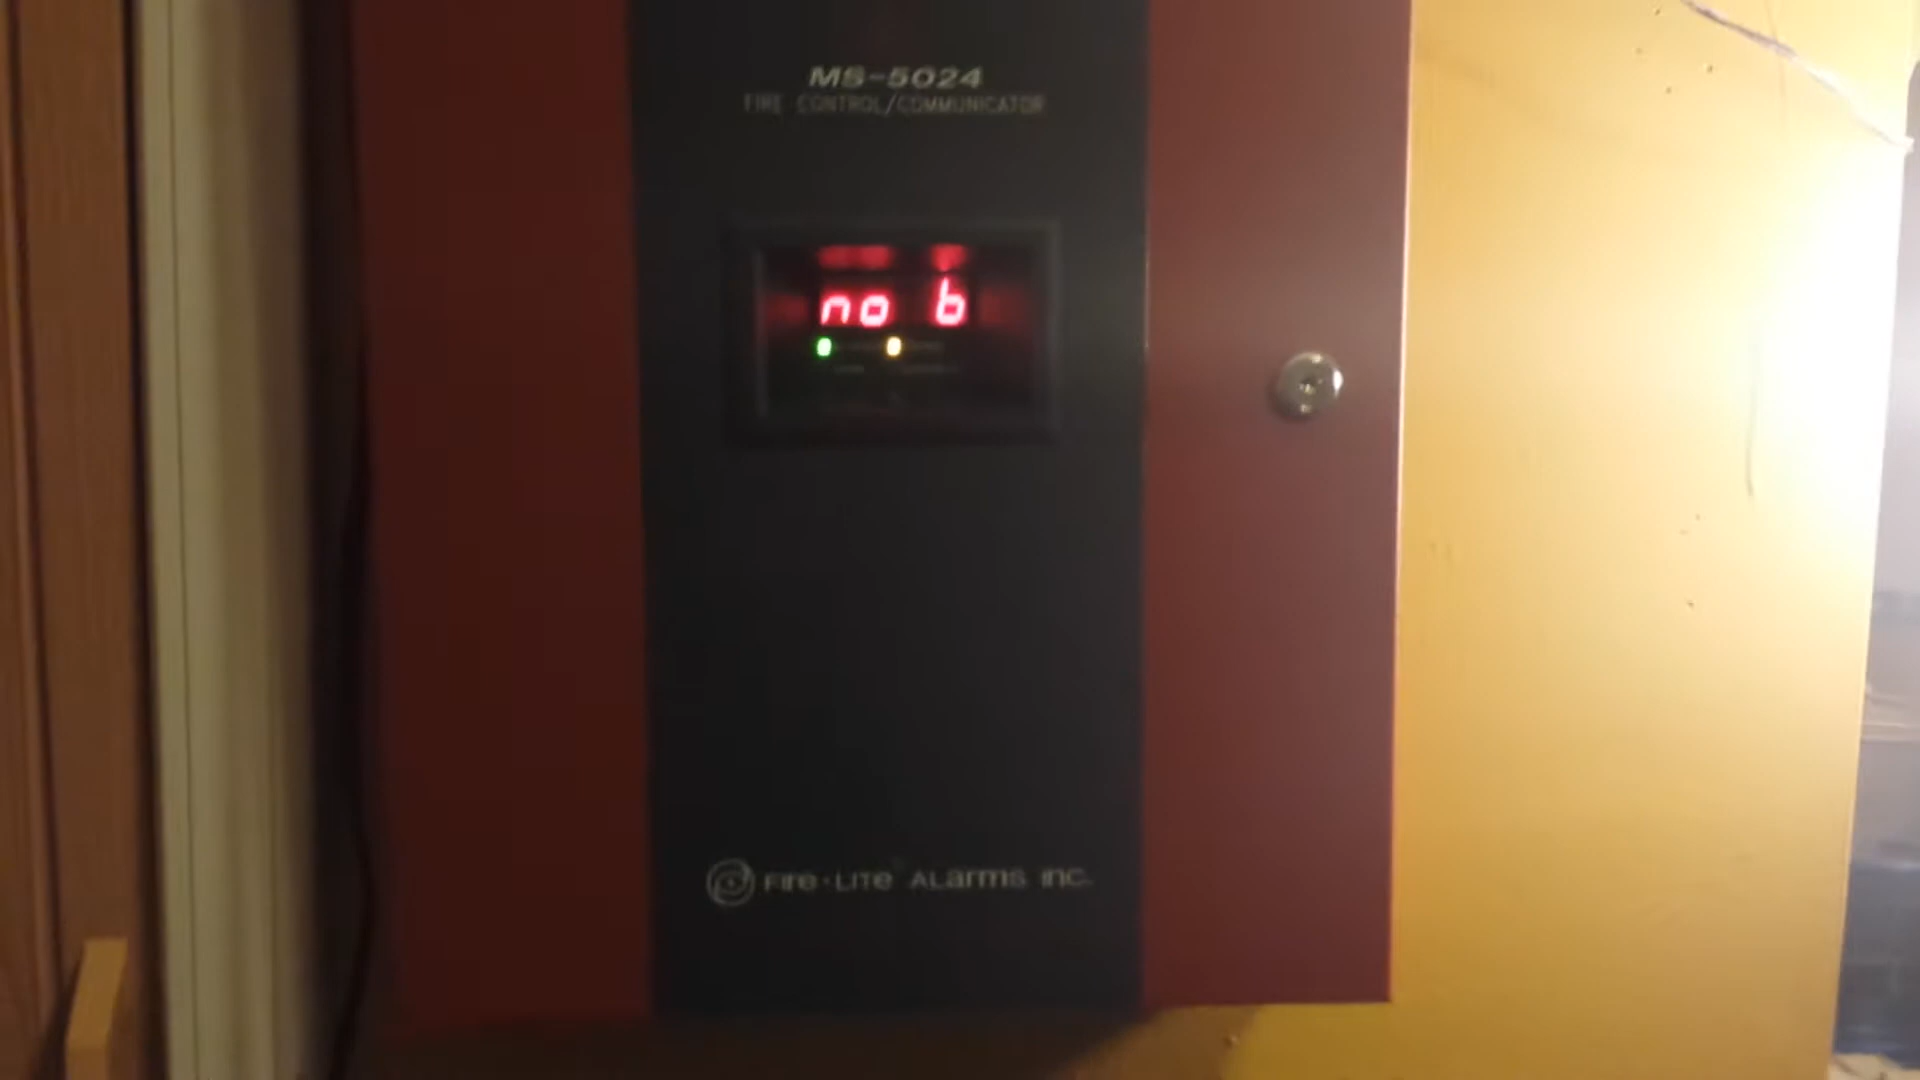 MS-5024
FIRE CONTROL/COMMUNICATOR
no b
FIRE•LITE ALARMS INC.